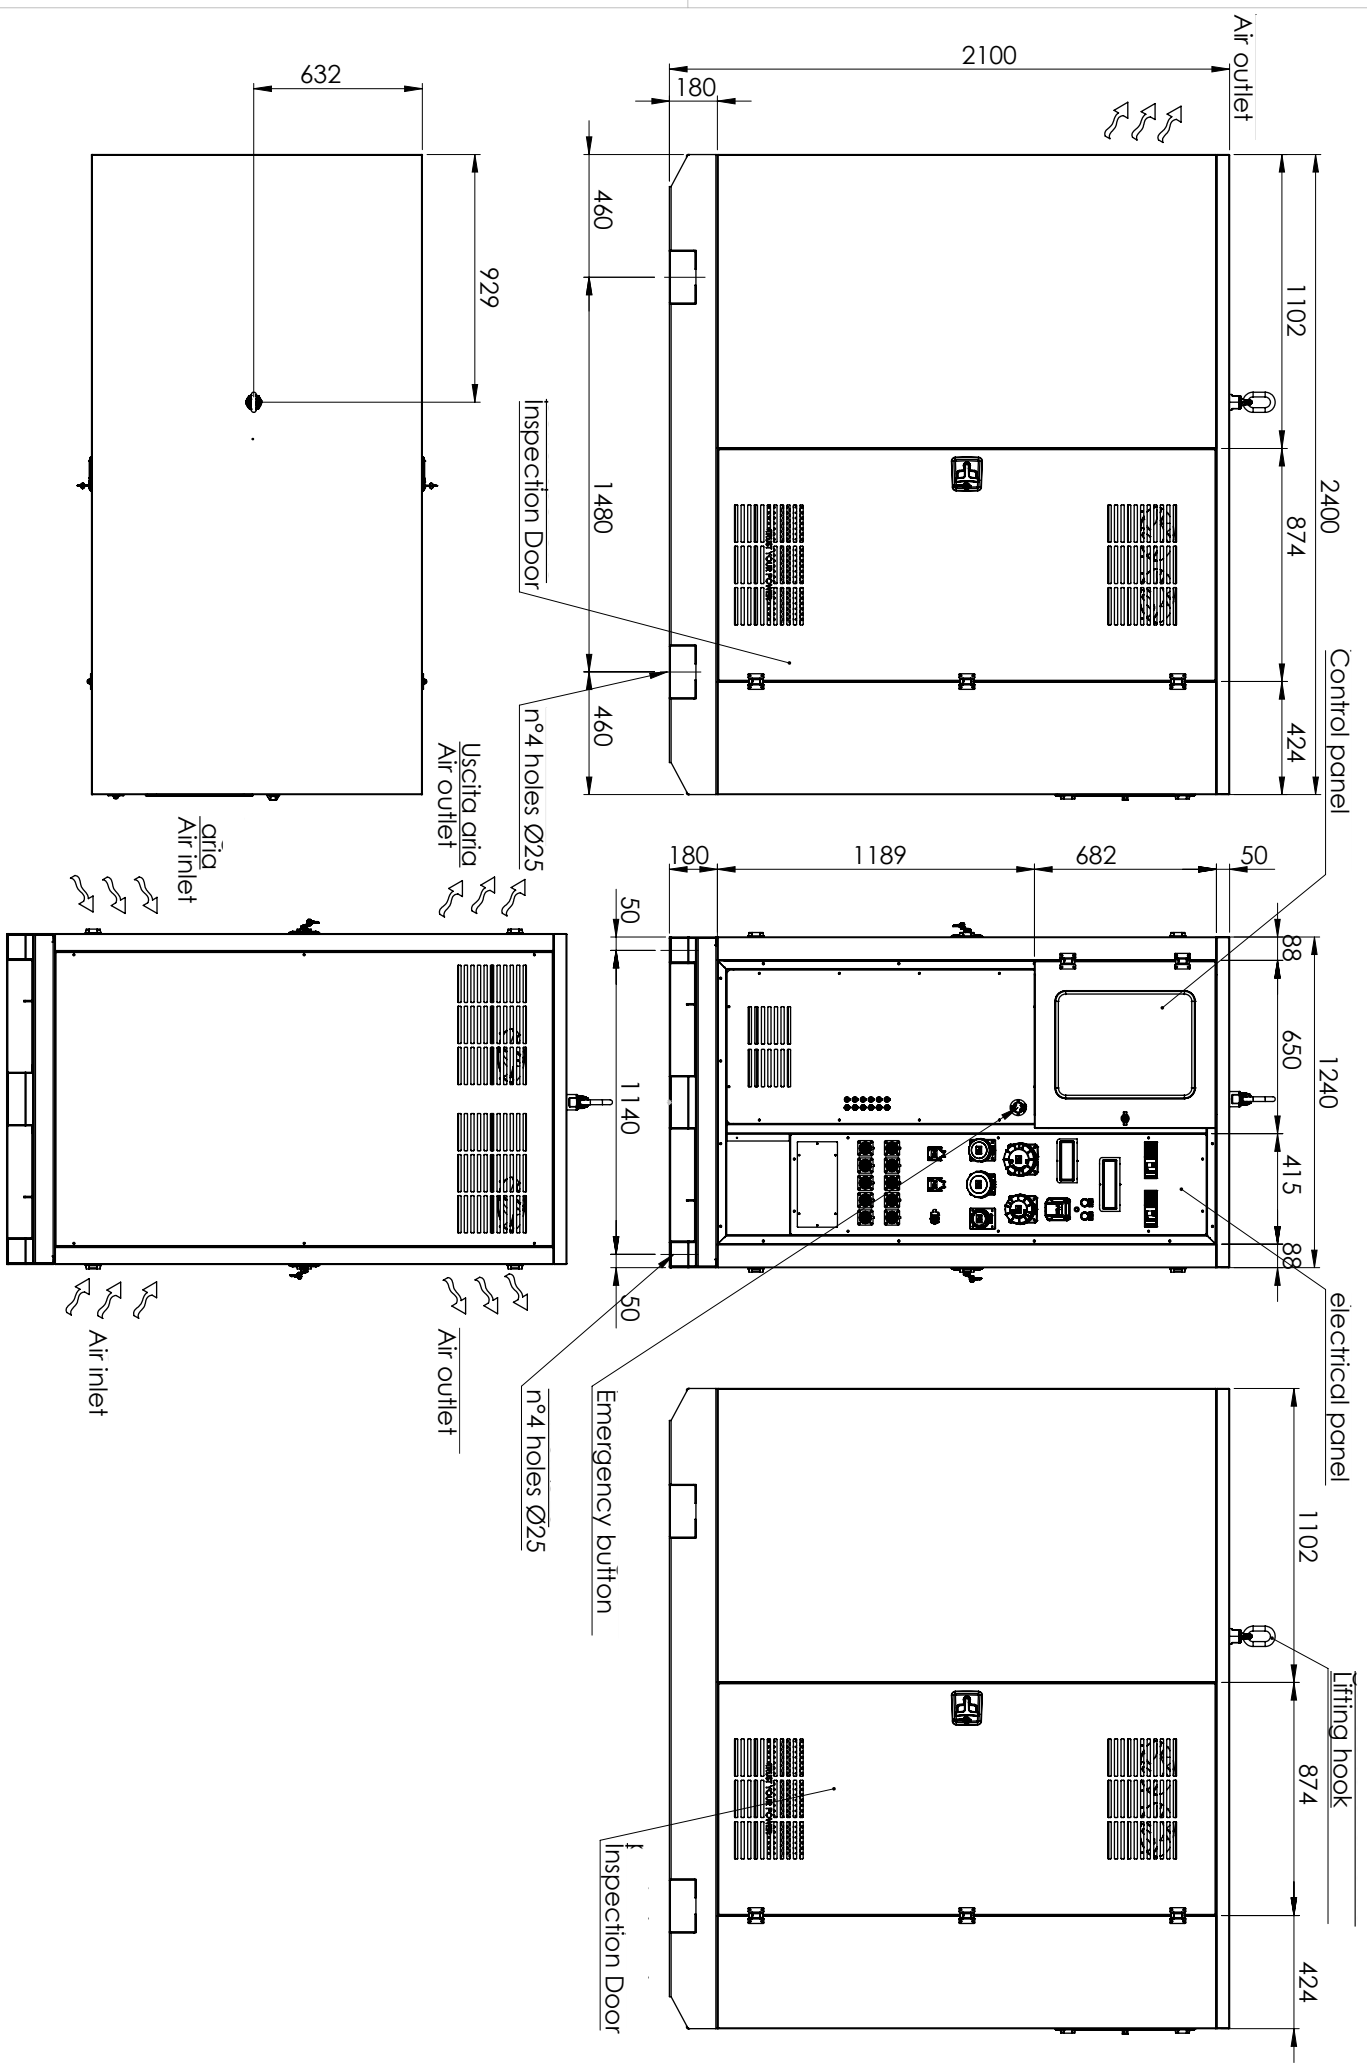 Air outlet
2100
180
2400
1102
874
424
460
1480
460
Inspection Door
n°4 holes Ø25
632
929
Control panel
180
1189
682
50
88
650
1240
415
88
50
1140
50
electrical panel
Emergency button
n°4 holes Ø25
Uscita aria
Air outlet
aria
Air inlet
Air outlet
Air inlet
Lifting hook
1102
874
424
Inspection Door